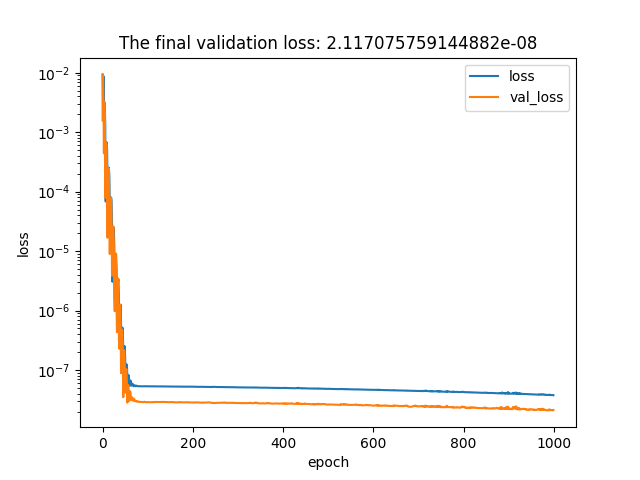 The final validation loss: 2.117075759144882e-08
loss
val_loss
10⁻²
10⁻³
10⁻⁴
10⁻⁵
10⁻⁶
10⁻⁷
loss
0 200 400 600 800 1000
epoch